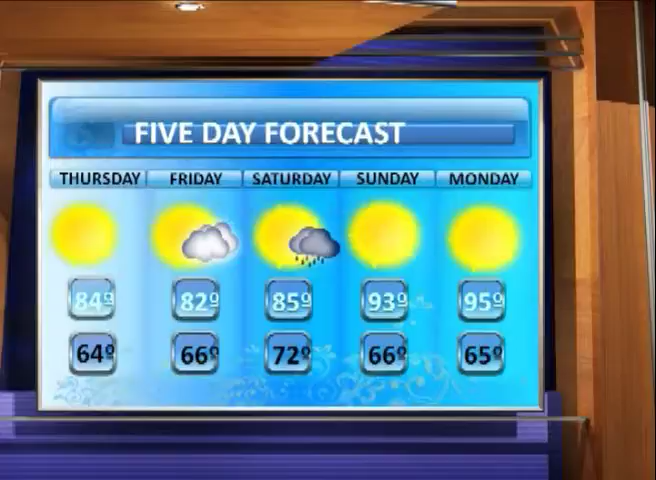 FIVE DAY FORECAST
THURSDAY FRIDAY SATURDAY SUNDAY MONDAY
84º 82º 85º 93º 95º
64º 66º 72º 66º 65º